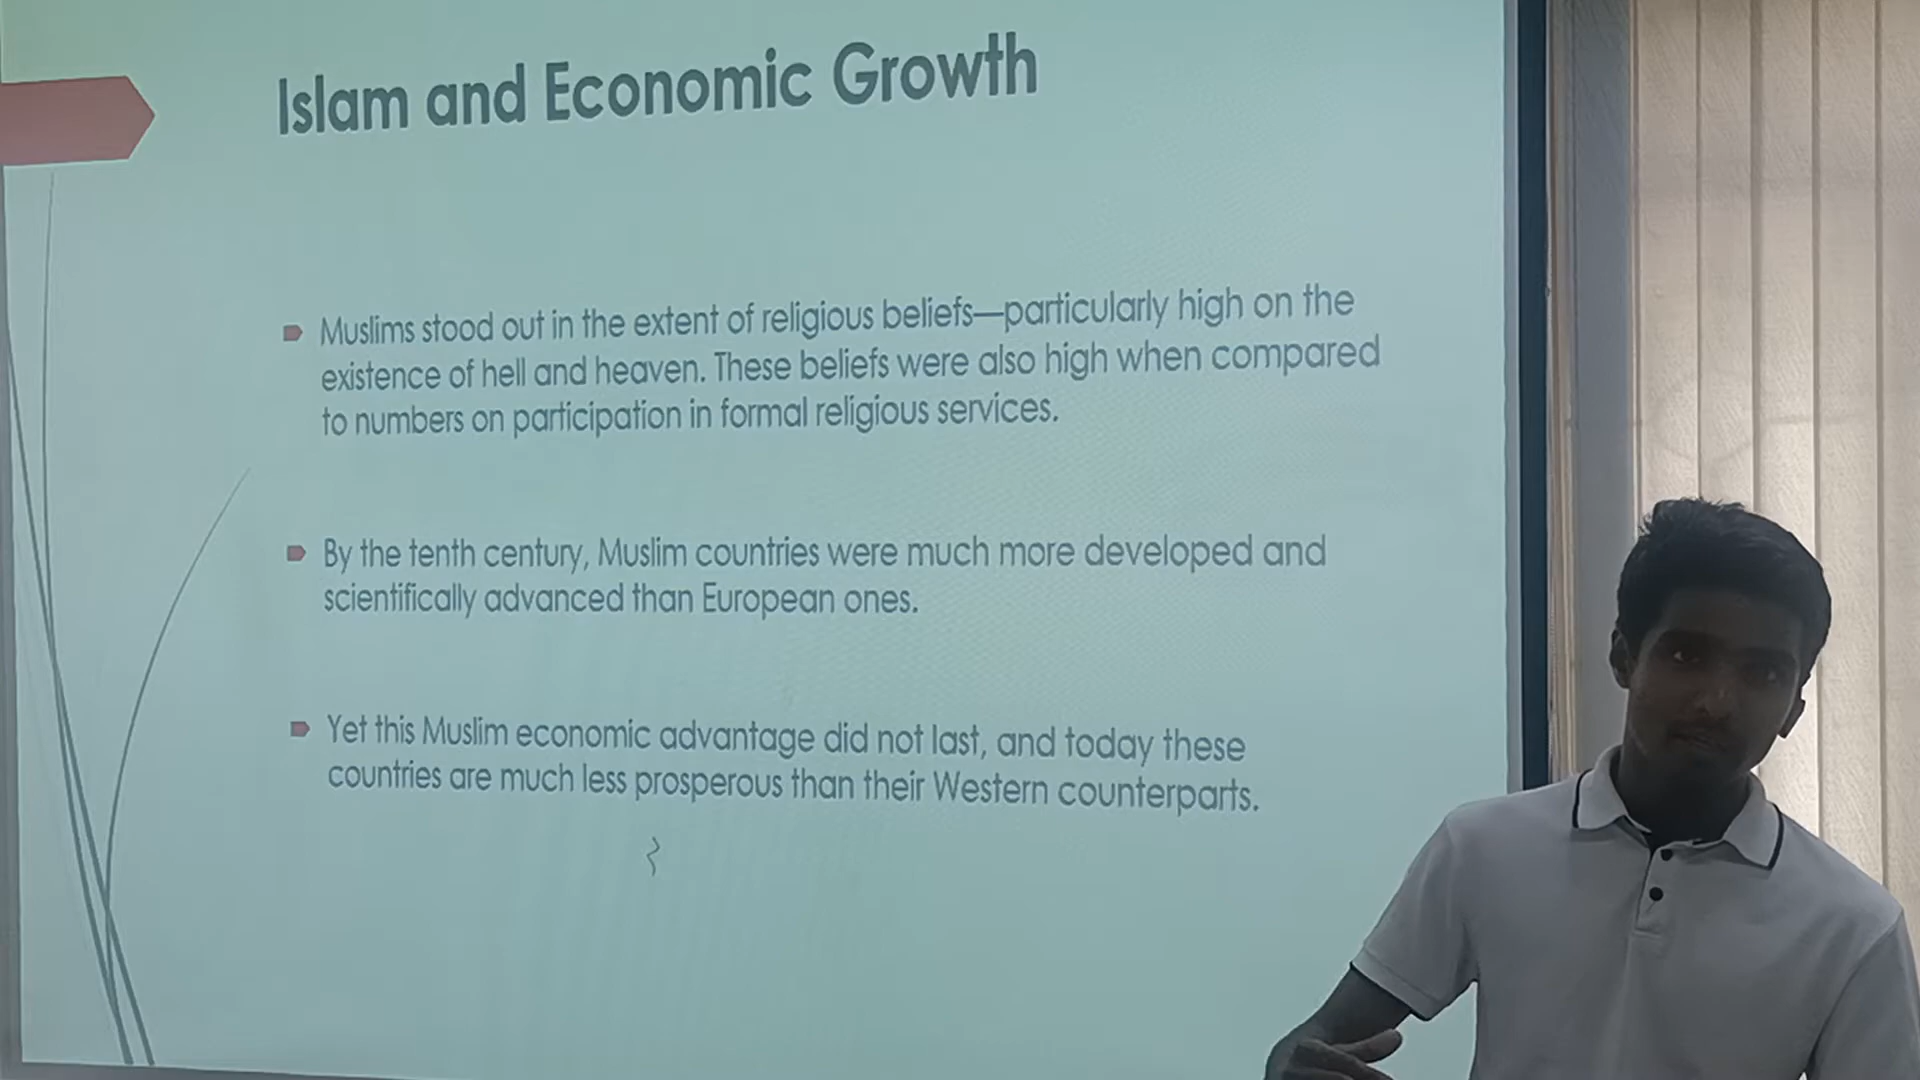 Islam and Economic Growth
Muslims stood out in the extent of religious beliefs—particularly high on the
existence of hell and heaven. These beliefs were also high when compared
to numbers on participation in formal religious services.
By the tenth century, Muslim countries were much more developed and
scientifically advanced than European ones.
Yet this Muslim economic advantage did not last, and today these
countries are much less prosperous than their Western counterparts.